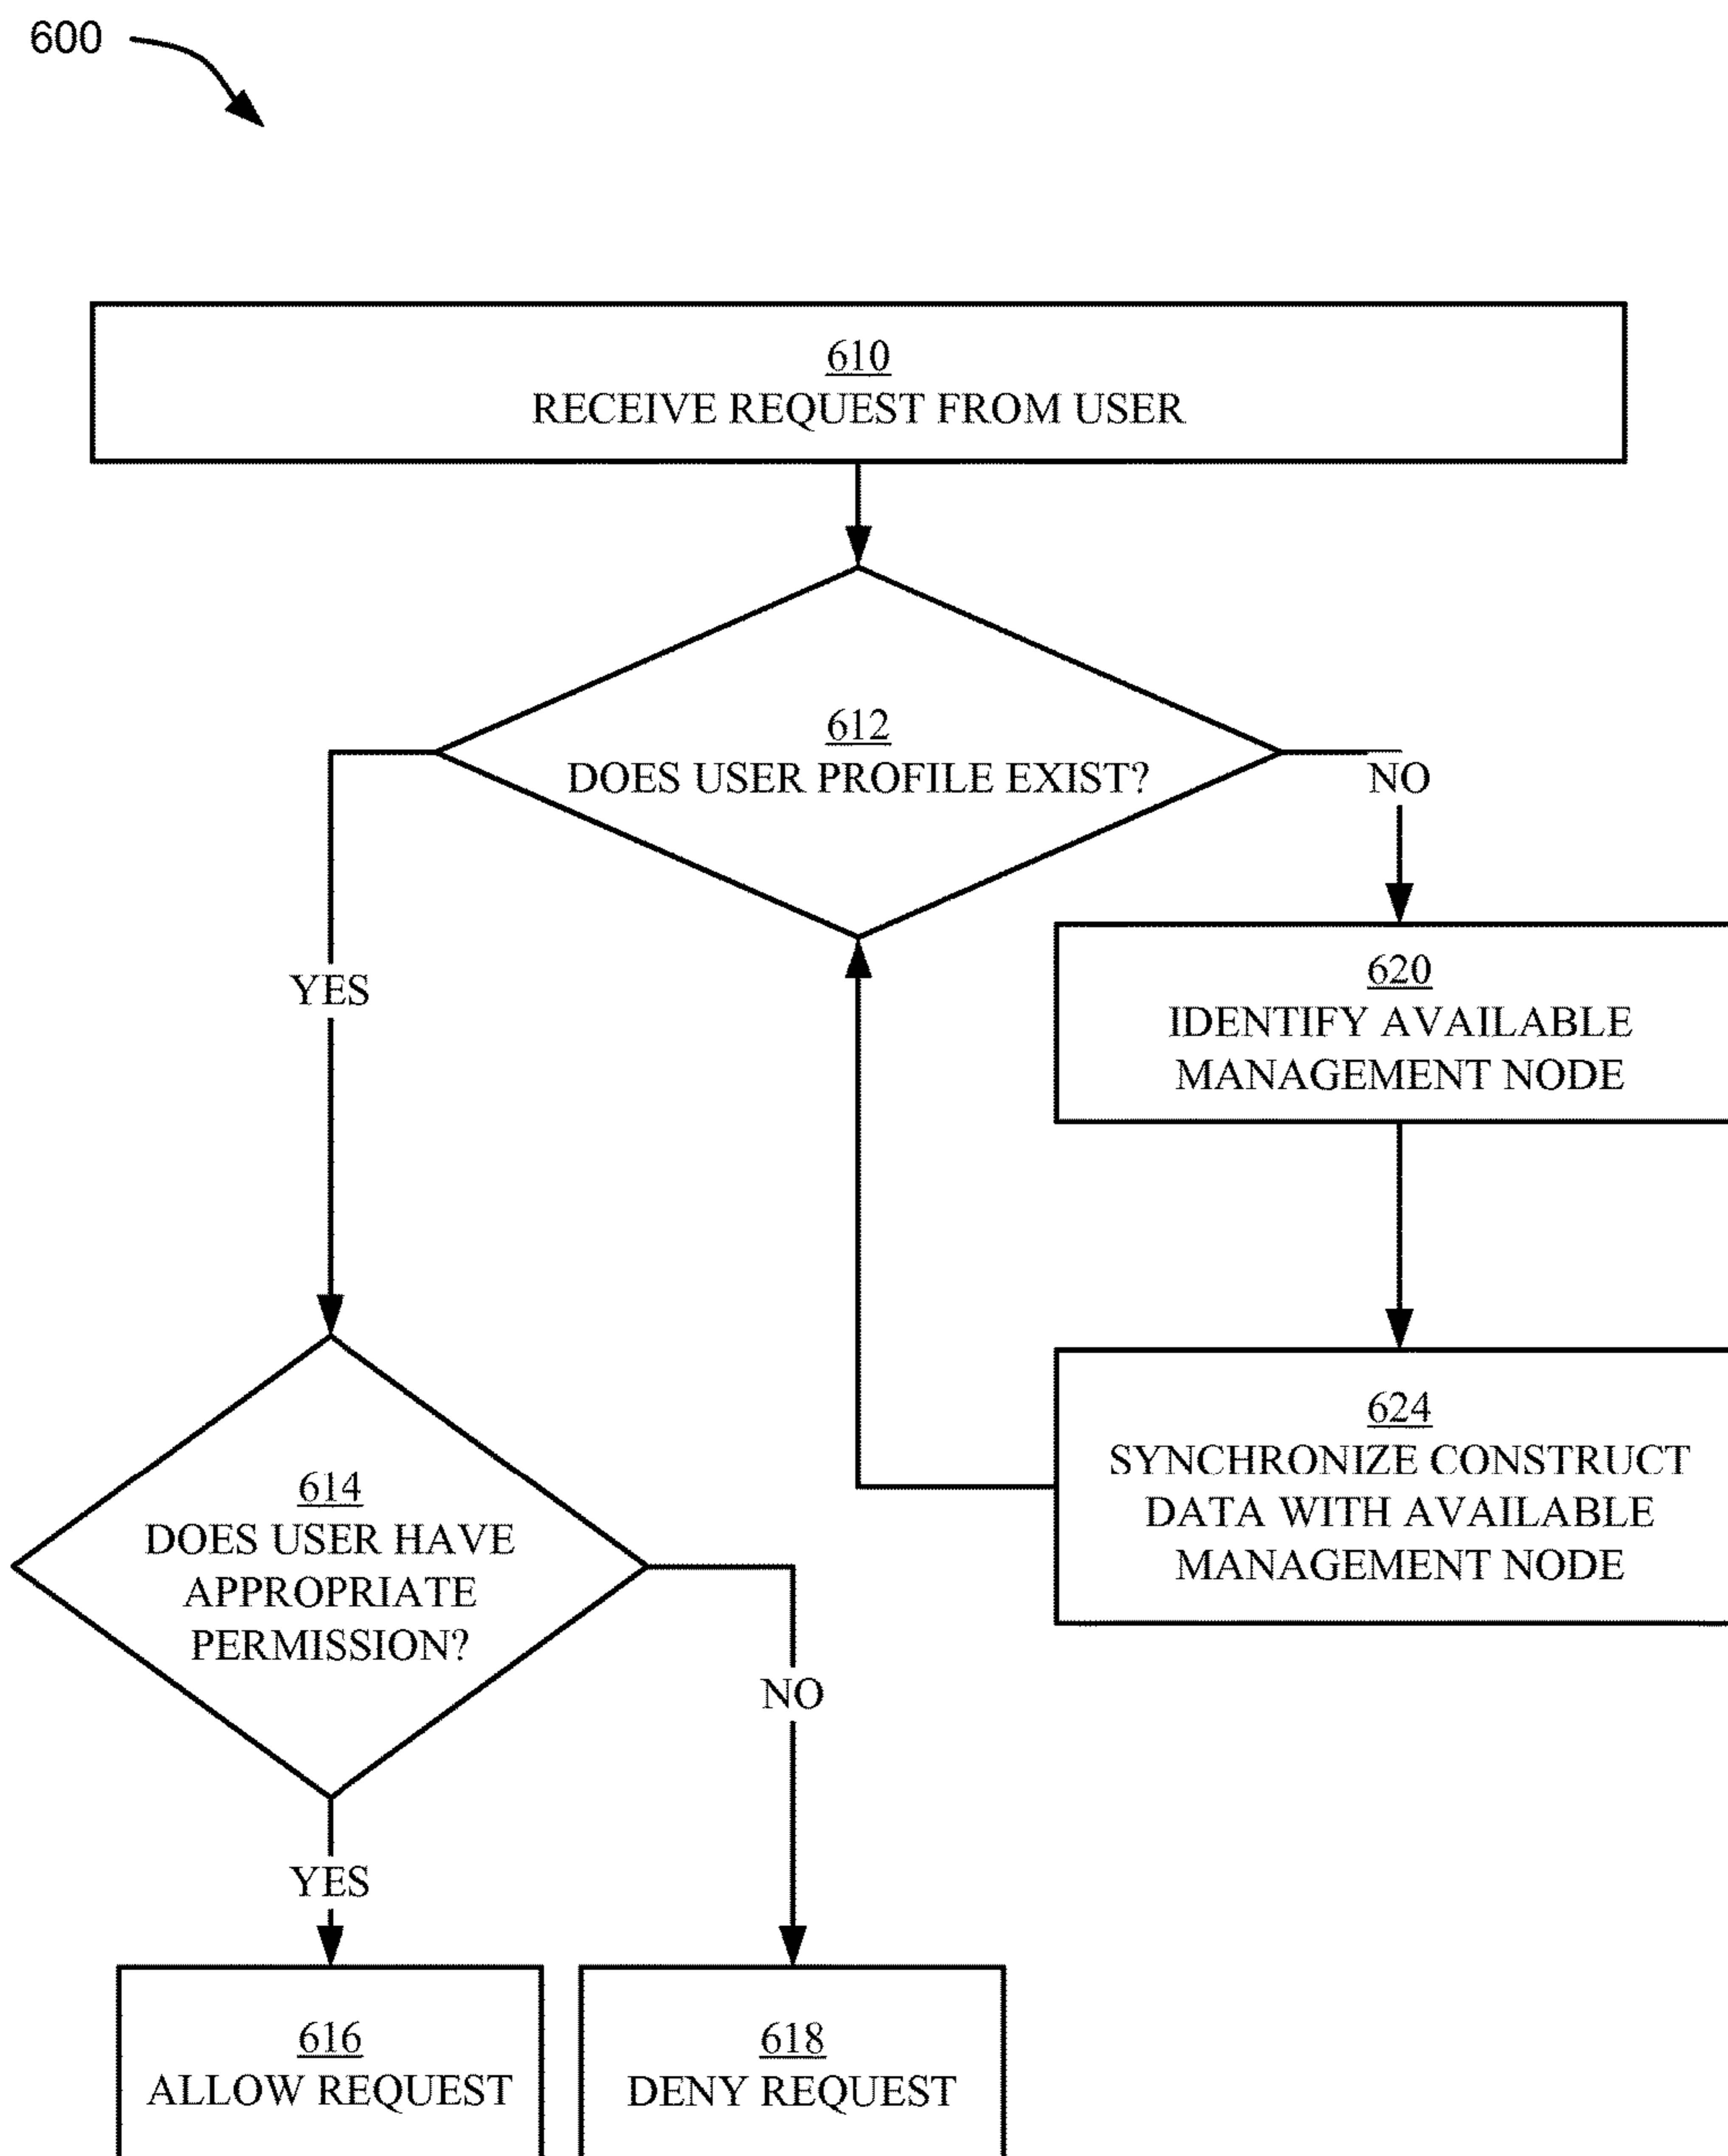 600
610
RECEIVE REQUEST FROM USER
612
DOES USER PROFILE EXIST?
NO
YES
620
IDENTIFY AVAILABLE
MANAGEMENT NODE
624
SYNCHRONIZE CONSTRUCT
DATA WITH AVAILABLE
MANAGEMENT NODE
614
DOES USER HAVE
APPROPRIATE
PERMISSION?
NO
YES
616
ALLOW REQUEST
618
DENY REQUEST